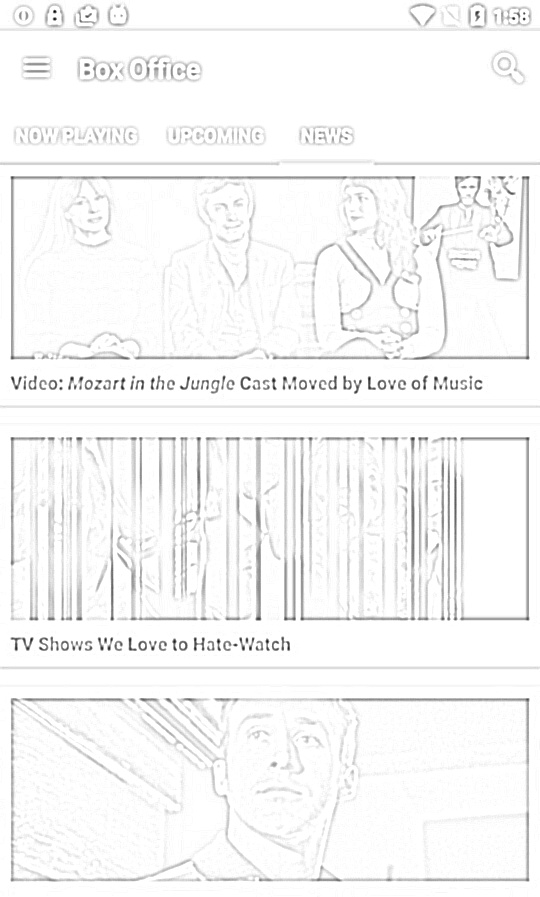 1:58
Box Office
NOW PLAYING UPCOMING NEWS
Video: Mozart in the Jungle Cast Moved by Love of Music
TV Shows We Love to Hate-Watch